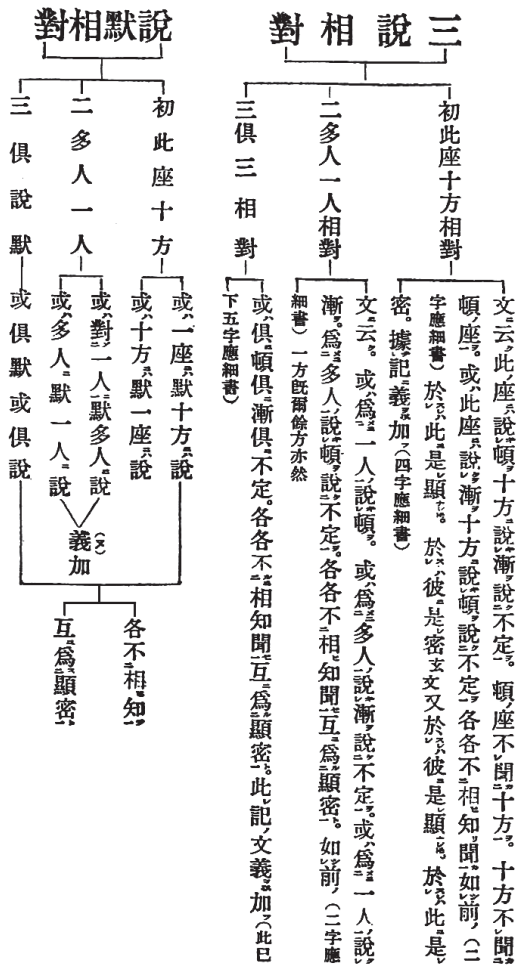 三說相對
初此座十方相對
文云。此座說頓十方說漸說不定。頓座不聞十方。十方不聞
頓座。或此座說漸十方說頓說不定各各不相知聞如前(二
字應細書)於此是顯。於彼是密玄文又於彼是顯。於此是
密。據記義加(四字應細書)
二多人一人相對
文云。或爲一人說頓。或爲多人說漸說不定。或爲一人說
漸。爲多人說頓說不定。各各不相知聞互爲顯密。如前(二字應
細書)一方旣爾餘方亦然
三俱三相對
或俱頓俱漸俱不定。各各不相知聞互爲顯密。此記文義加(此已
下五字應細書)
說默相對
初此座十方
或一座默十方說
或十方默一座說
二多人一人
或對一人默多人說
或多人默一人說
義(文)加
三俱說默
或俱默或俱說
各不相知
互爲顯密